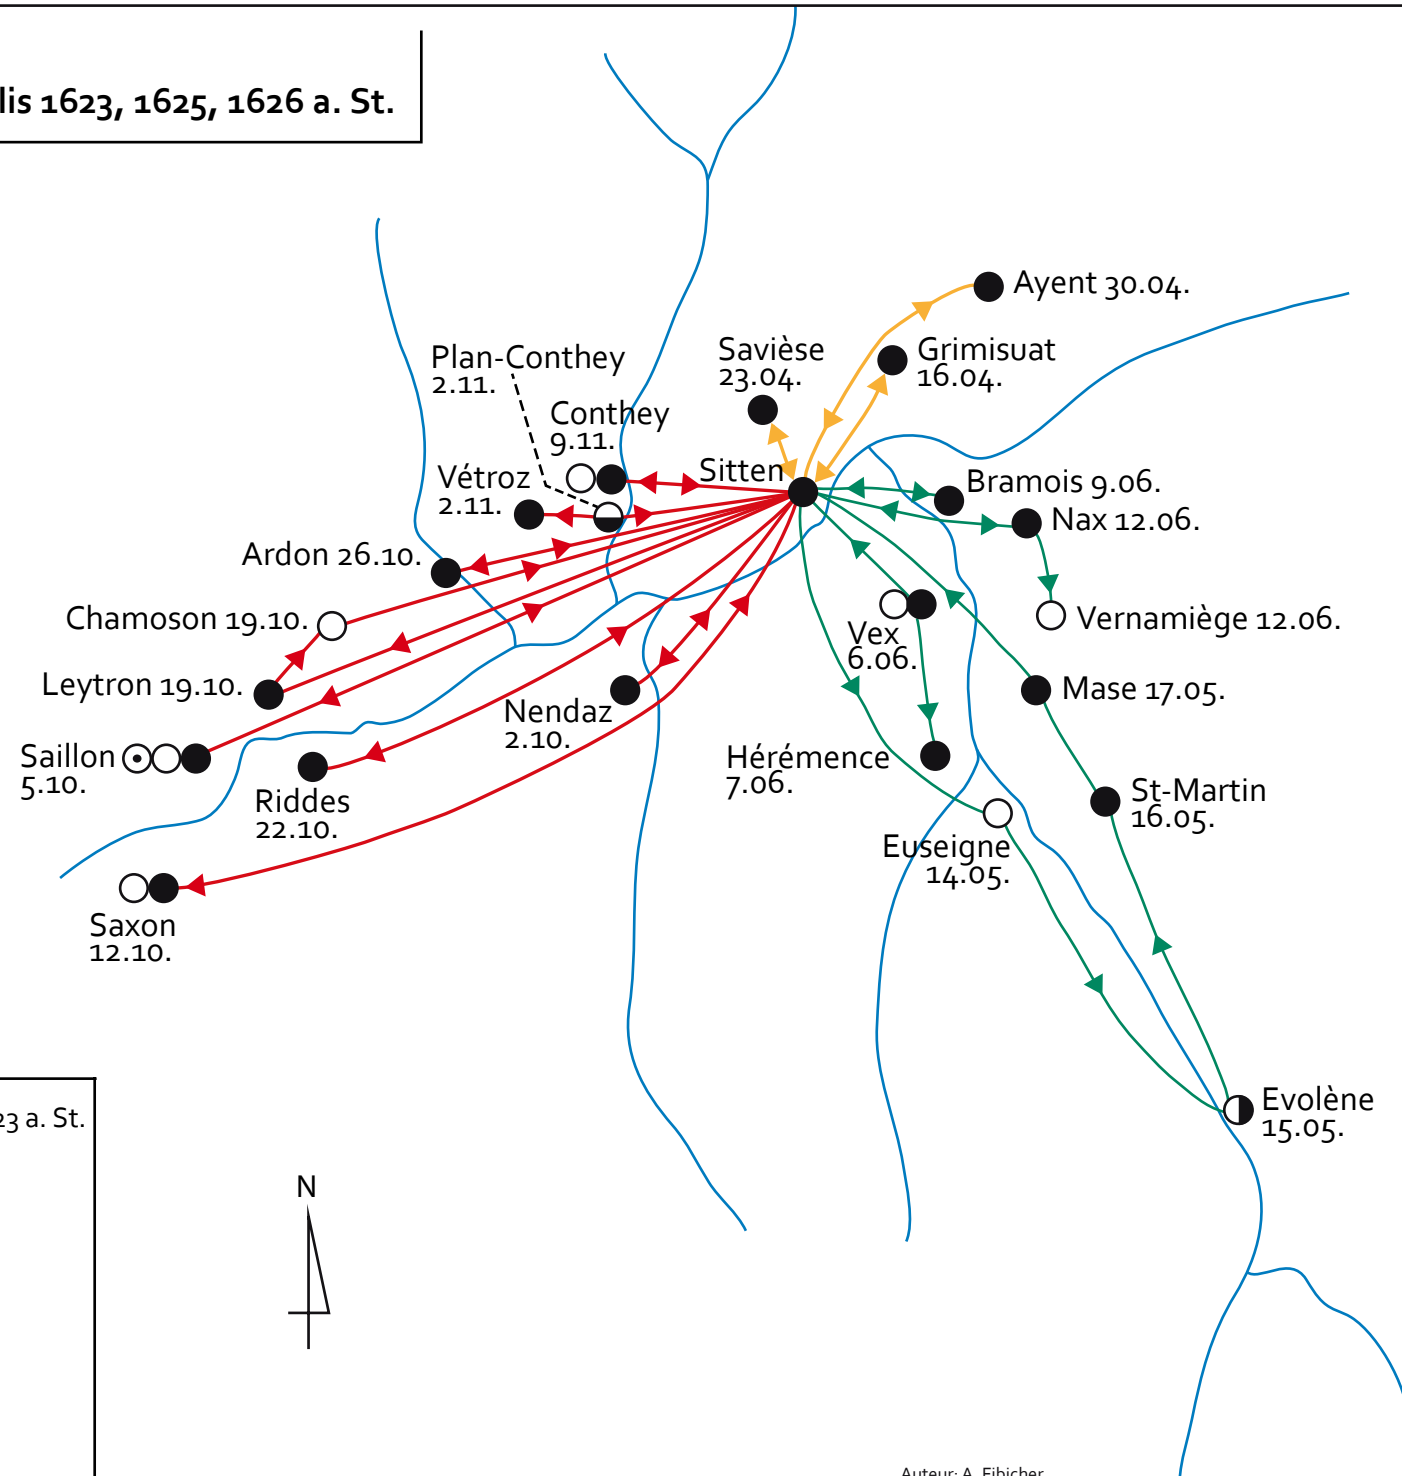 lis 1623, 1625, 1626 a. St.
Ayent 30.04.
Savièse
23.04.
Grimisuat
16.04.
Plan-Conthey
2.11.
Conthey
9.11.
Vétroz
2.11.
Sitten
Bramois 9.06.
Nax 12.06.
Ardon 26.10.
Chamoson 19.10.
Vernamiège 12.06.
Vex
6.06.
Leytron 19.10.
Mase 17.05.
Nendaz
2.10.
Saillon
5.10.
Hérémence
7.06.
Riddes
22.10.
St-Martin
16.05.
Euseigne
14.05.
Saxon
12.10.
Evolène
15.05.
23 a. St.
N
Auteur: A. Fibicher